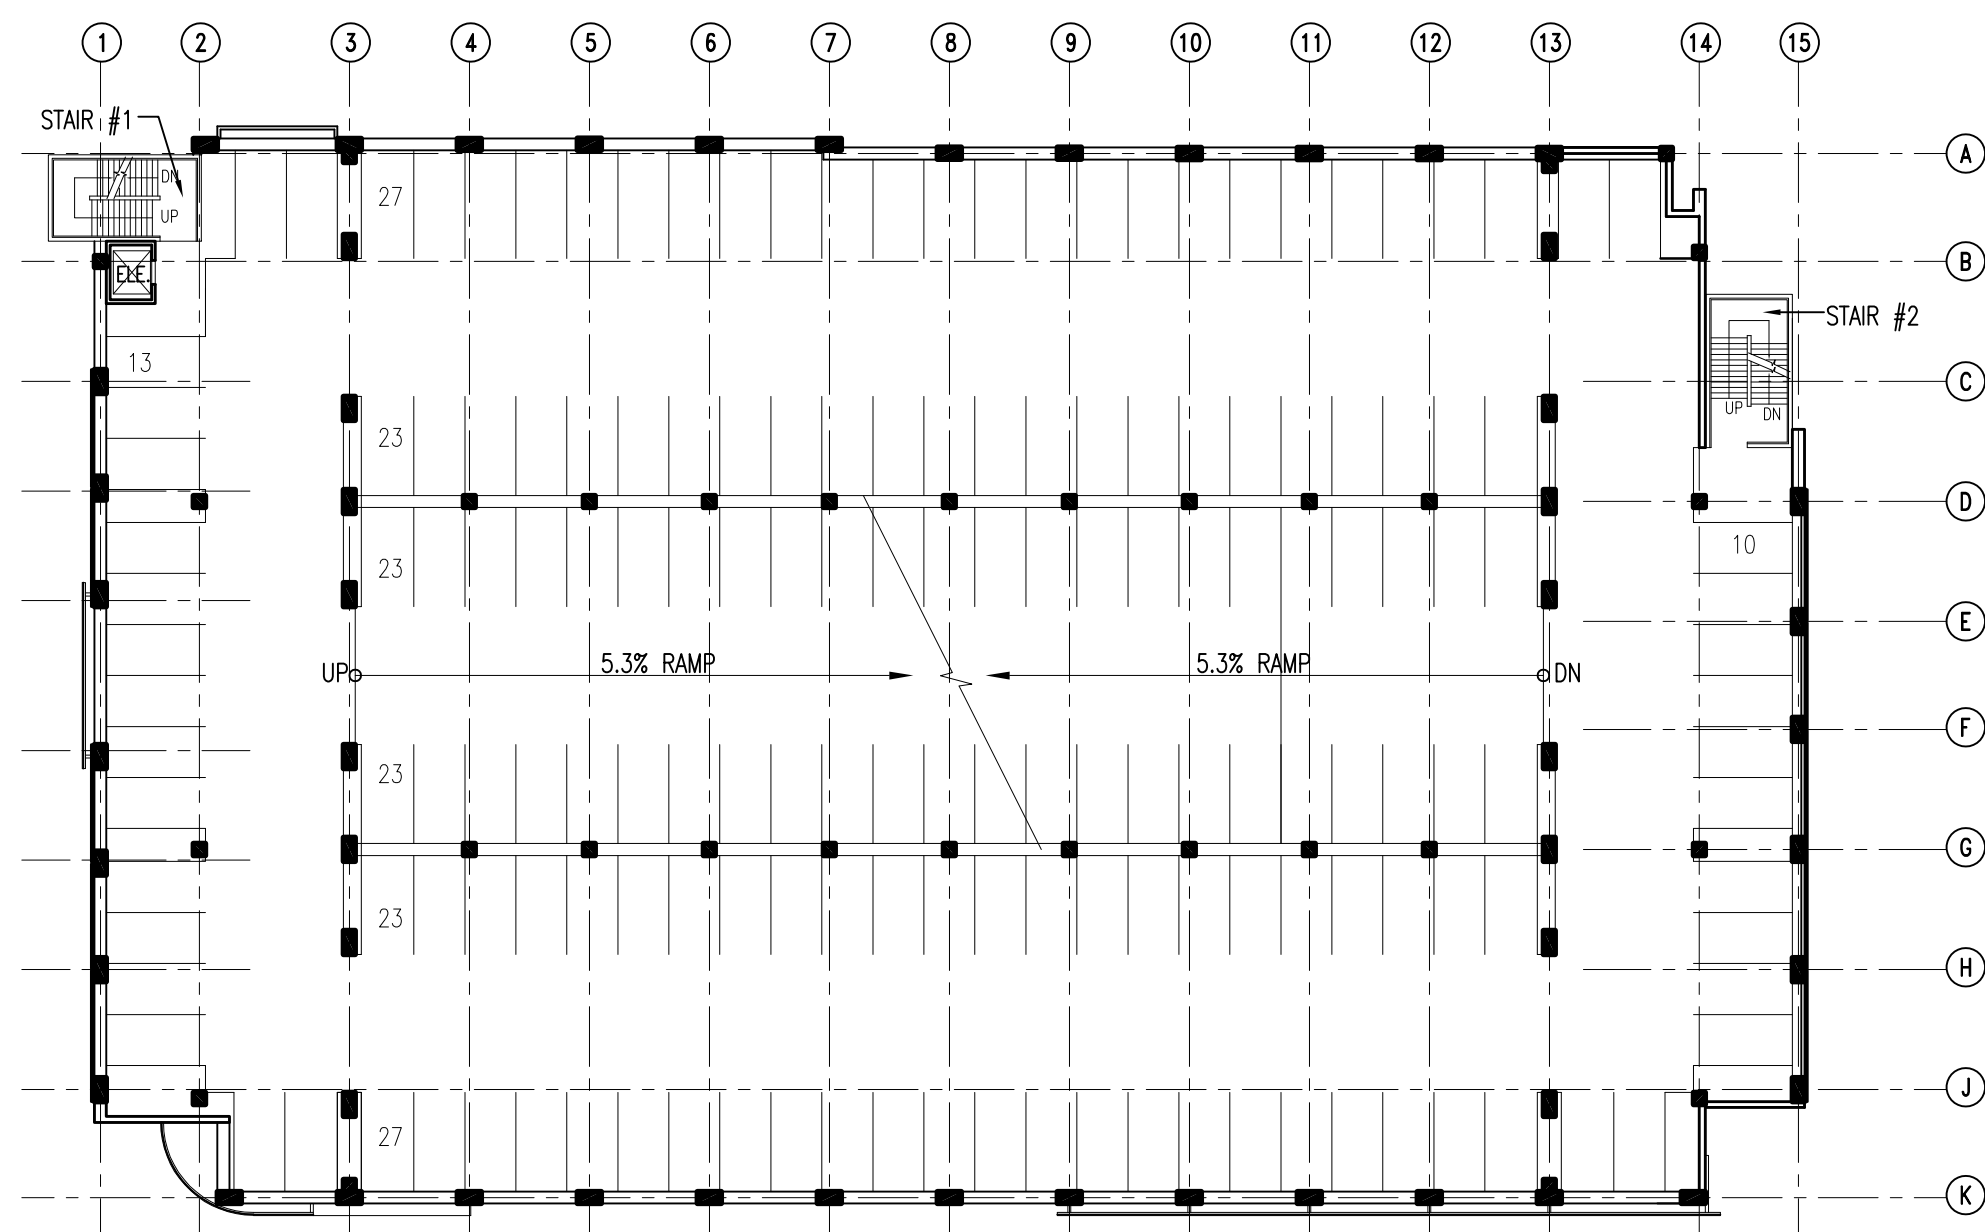 1 2 3 4 5 6 7 8 9 10 11 12 13 14 15
STAIR #1
A
DN
27
UP
B
ELE.
STAIR #2
13
C
UP DN
23
D
10
23
E
UP 5.3% RAMP 5.3% RAMP DN
F
23
G
23
H
J
27
K